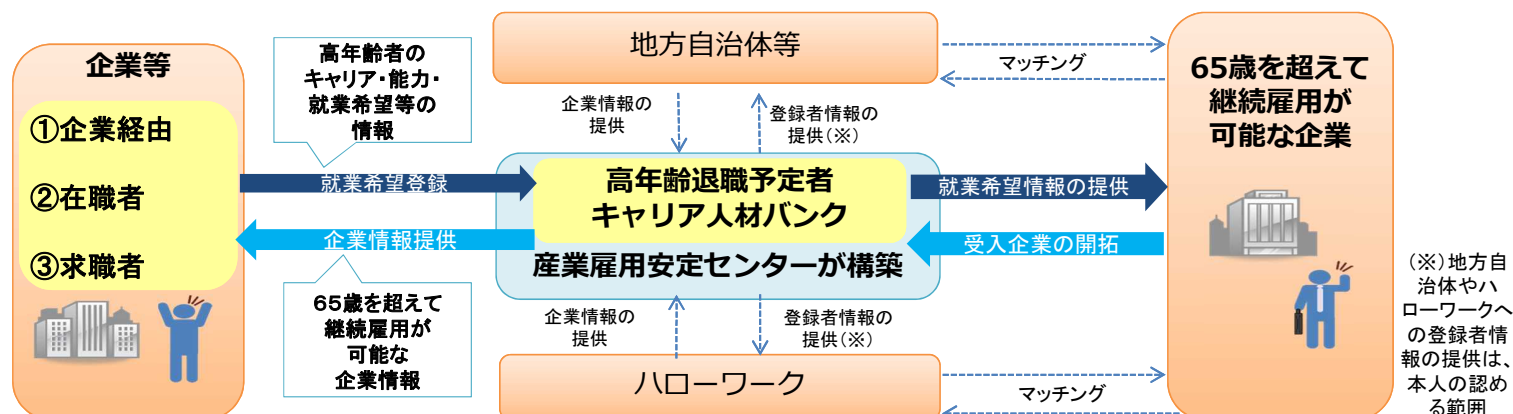 企業等
①企業経由
②在職者
③求職者
高年齢者の
キャリア・能力・
就業希望等の
情報
就業希望登録
企業情報提供
65歳を超えて
継続雇用が
可能な
企業情報
地方自治体等
企業情報の
提供
登録者情報の
提供(※)
高年齢退職予定者
キャリア人材バンク
産業雇用安定センターが構築
企業情報の
提供
登録者情報の
提供(※)
ハローワーク
マッチング
就業希望情報の提供
受入企業の開拓
マッチング
65歳を超えて
継続雇用が
可能な企業
(※)地方自
治体やハ
ローワークへ
の登録者情
報の提供は、
本人の認め
る範囲